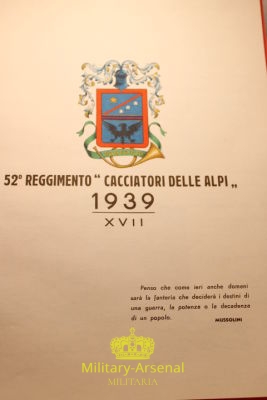 52° REGGIMENTO “ CACCIATORI DELLE ALPI „
1939
XVII
Penso che come ieri anche domani
sarà la fanteria che deciderà i destini di
una guerra, la potenza o la decadenza
di un popolo.
MUSSOLINI
Military-Arsenal
MILITARIA